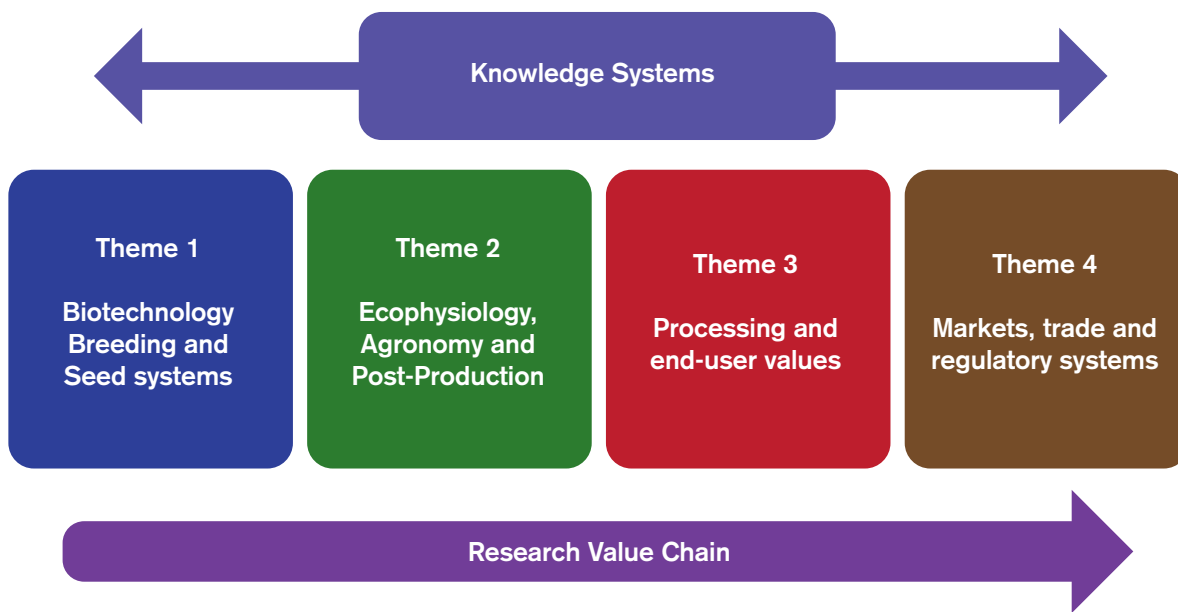 Knowledge Systems
Theme 1
Biotechnology
Breeding and
Seed systems
Theme 2
Ecophysiology,
Agronomy and
Post-Production
Theme 3
Processing and
end-user values
Theme 4
Markets, trade and
regulatory systems
Research Value Chain